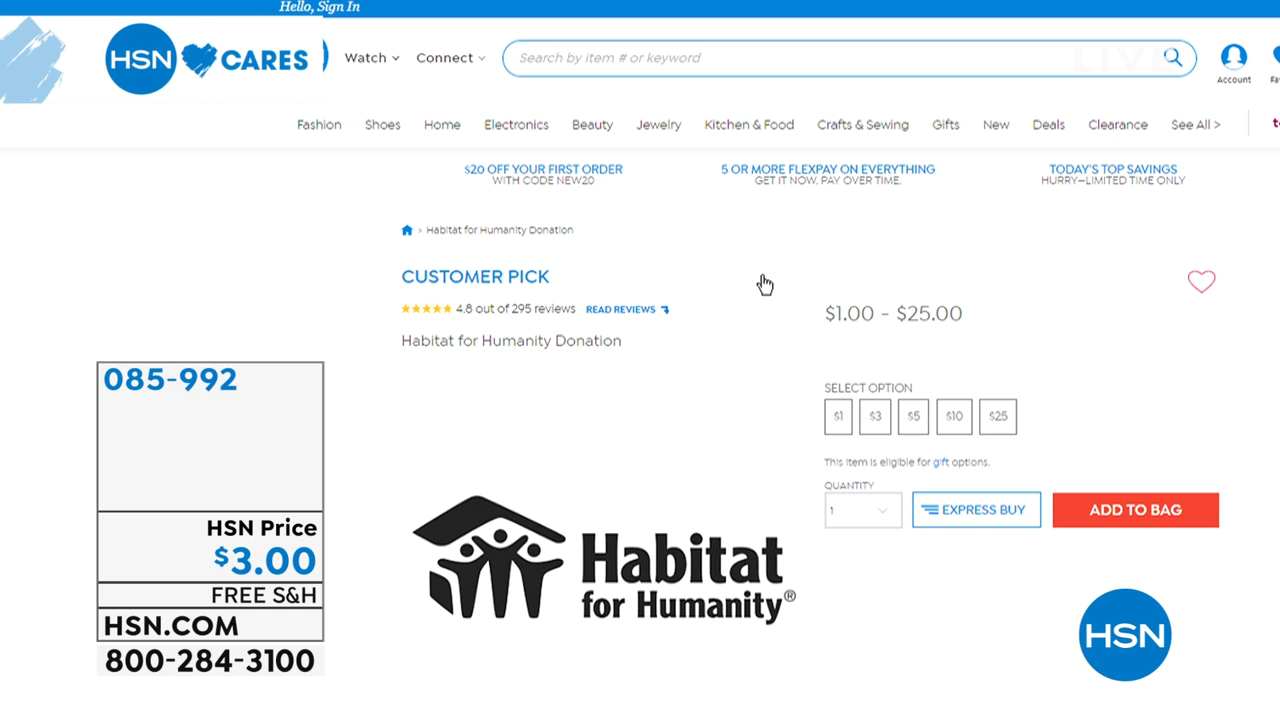 Hello, Sign In
HSN CARES
Watch
Connect
Search by item # or keyword
LIVE
Account
Fashion
Shoes
Home
Electronics
Beauty
Jewelry
Kitchen & Food
Crafts & Sewing
Gifts
New
Deals
Clearance
See All >
$20 OFF YOUR FIRST ORDER
WITH CODE NEW20
5 OR MORE FLEXPAY ON EVERYTHING
GET IT NOW. PAY OVER TIME.
TODAY'S TOP SAVINGS
HURRY—LIMITED TIME ONLY
> Habitat for Humanity Donation
CUSTOMER PICK
4.8 out of 295 reviews READ REVIEWS
Habitat for Humanity Donation
$1.00 - $25.00
SELECT OPTION
$1 $3 $5 $10 $25
This item is eligible for gift options.
QUANTITY
1
EXPRESS BUY
ADD TO BAG
085-992
HSN Price
$3.00
FREE S&H
HSN.COM
800-284-3100
Habitat
for Humanity®
HSN